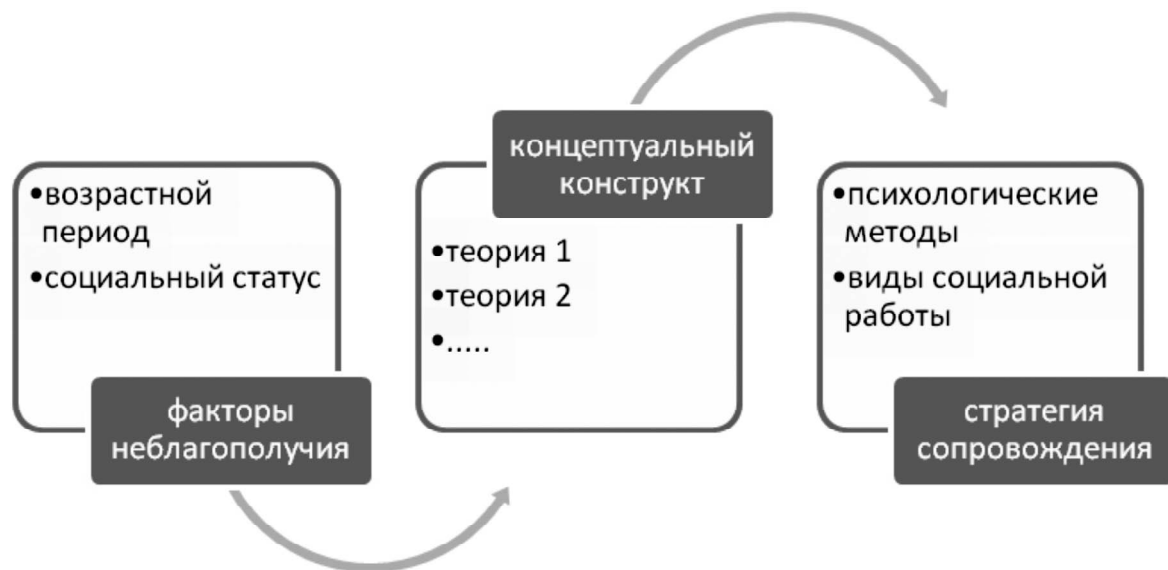 •возрастной
период
•социальный статус
факторы
неблагополучия
концептуальный
конструкт
•теория 1
•теория 2
•.....
•психологические
методы
•виды социальной
работы
стратегия
сопровождения